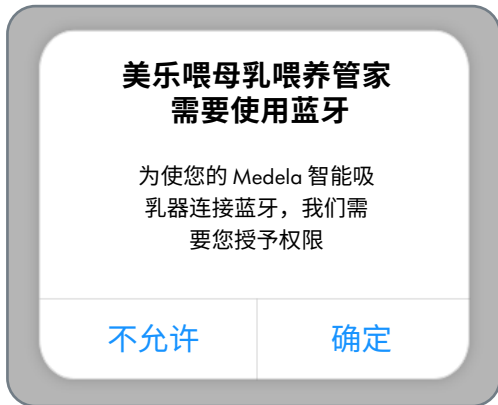 美乐喂母乳喂养管家
需要使用蓝牙
为使您的 Medela 智能吸
乳器连接蓝牙，我们需
要您授予权限
不允许
确定